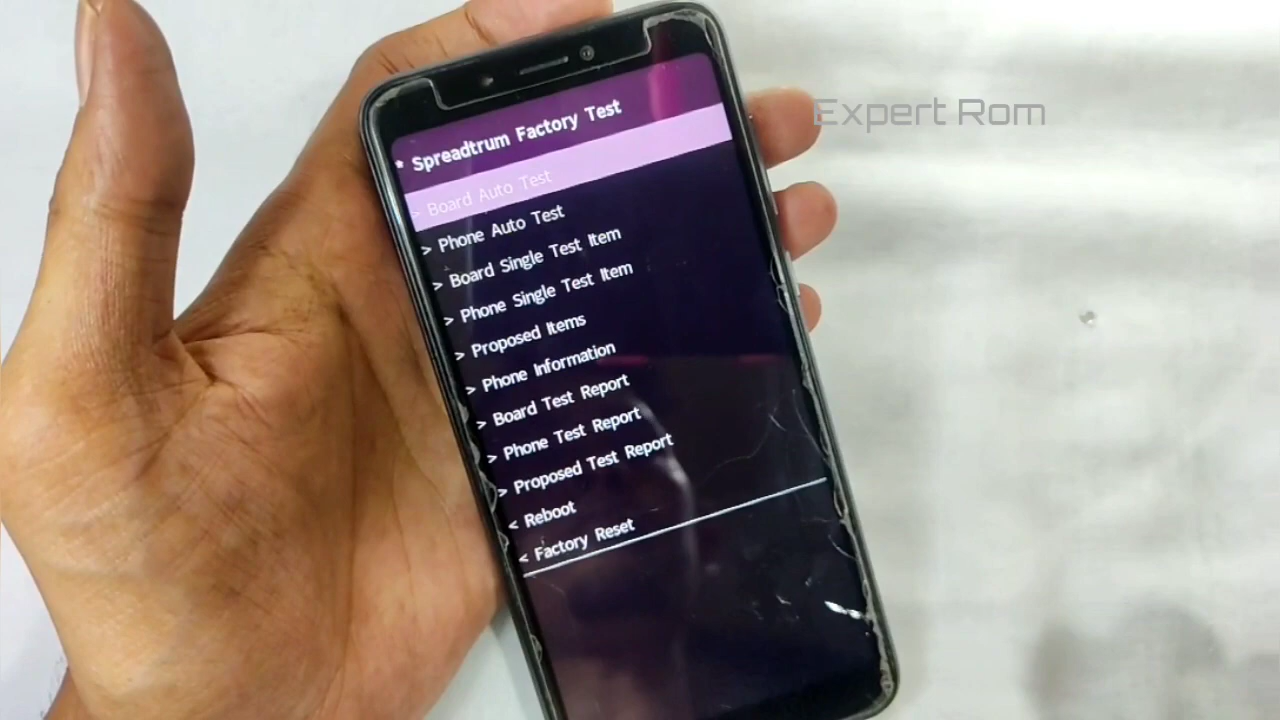 Expert Rom
* Spreadtrum Factory Test
> Board Auto Test
> Phone Auto Test
> Board Single Test Item
> Phone Single Test Item
> Proposed Items
> Phone Information
> Board Test Report
> Phone Test Report
> Proposed Test Report
< Reboot
< Factory Reset